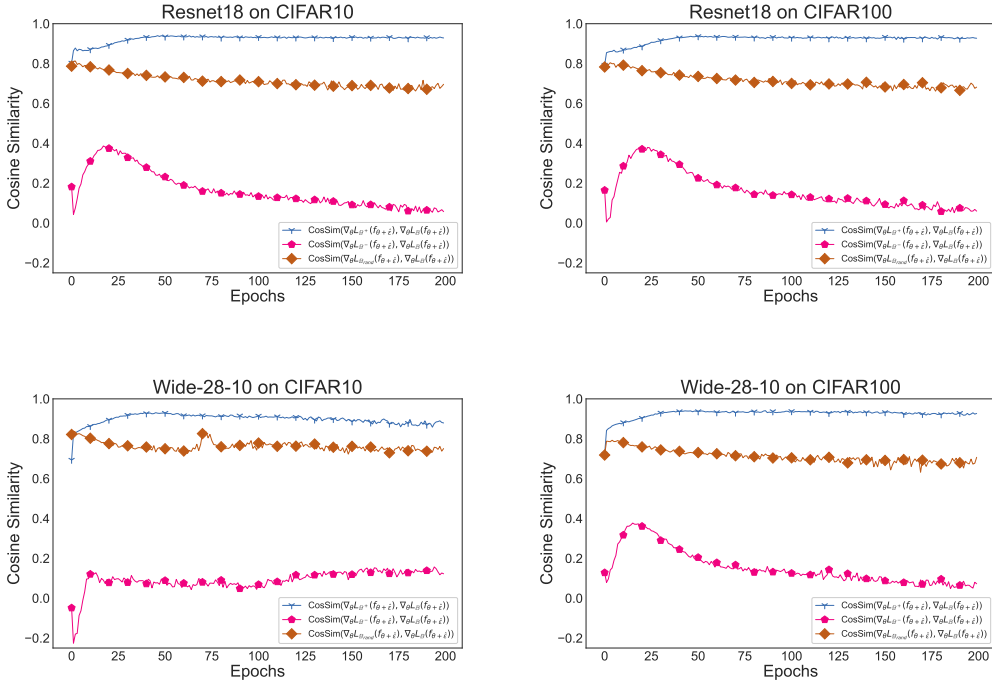 Resnet18 on CIFAR10
1.0
0.8
0.6
0.4
0.2
0.0
−0.2
Cosine Similarity
CosSim(∇θL𝔹+(fθ+ε̂), ∇θL𝔹(fθ+ε̂))
CosSim(∇θL𝔹−(fθ+ε̂), ∇θL𝔹(fθ+ε̂))
CosSim(∇θL𝔹rand(fθ+ε̂), ∇θL𝔹(fθ+ε̂))
0 25 50 75 100 125 150 175 200
Epochs
Resnet18 on CIFAR100
1.0
0.8
0.6
0.4
0.2
0.0
−0.2
Cosine Similarity
CosSim(∇θL𝔹+(fθ+ε̂), ∇θL𝔹(fθ+ε̂))
CosSim(∇θL𝔹−(fθ+ε̂), ∇θL𝔹(fθ+ε̂))
CosSim(∇θL𝔹rand(fθ+ε̂), ∇θL𝔹(fθ+ε̂))
0 25 50 75 100 125 150 175 200
Epochs
Wide-28-10 on CIFAR10
1.0
0.8
0.6
0.4
0.2
0.0
−0.2
Cosine Similarity
CosSim(∇θL𝔹+(fθ+ε̂), ∇θL𝔹(fθ+ε̂))
CosSim(∇θL𝔹−(fθ+ε̂), ∇θL𝔹(fθ+ε̂))
CosSim(∇θL𝔹rand(fθ+ε̂), ∇θL𝔹(fθ+ε̂))
0 25 50 75 100 125 150 175 200
Epochs
Wide-28-10 on CIFAR100
1.0
0.8
0.6
0.4
0.2
0.0
−0.2
Cosine Similarity
CosSim(∇θL𝔹+(fθ+ε̂), ∇θL𝔹(fθ+ε̂))
CosSim(∇θL𝔹−(fθ+ε̂), ∇θL𝔹(fθ+ε̂))
CosSim(∇θL𝔹rand(fθ+ε̂), ∇θL𝔹(fθ+ε̂))
0 25 50 75 100 125 150 175 200
Epochs